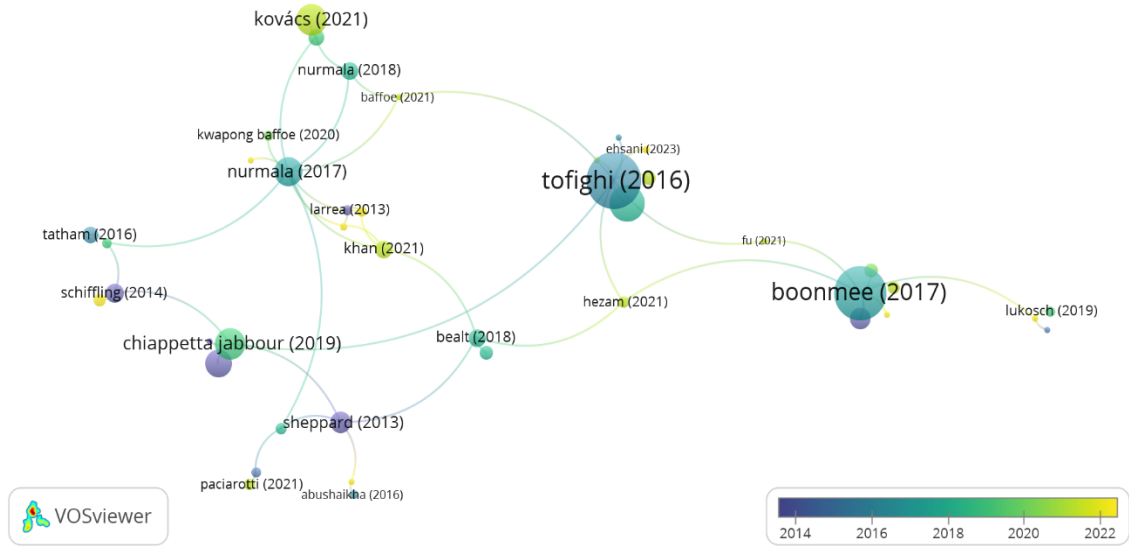 kovács (2021)
nurmala (2018)
baffoe (2021)
kwapong baffoe (2020)
ehsani (2023)
nurmala (2017)
tofighi (2016)
larrea (2013)
tatham (2016)
khan (2021)
fu (2021)
schiffling (2014)
hezam (2021)
boonmee (2017)
lukosch (2019)
chiappetta jabbour (2019)
bealt (2018)
sheppard (2013)
paciarotti (2021)
abushaikha (2016)
VOSviewer
2014 2016 2018 2020 2022